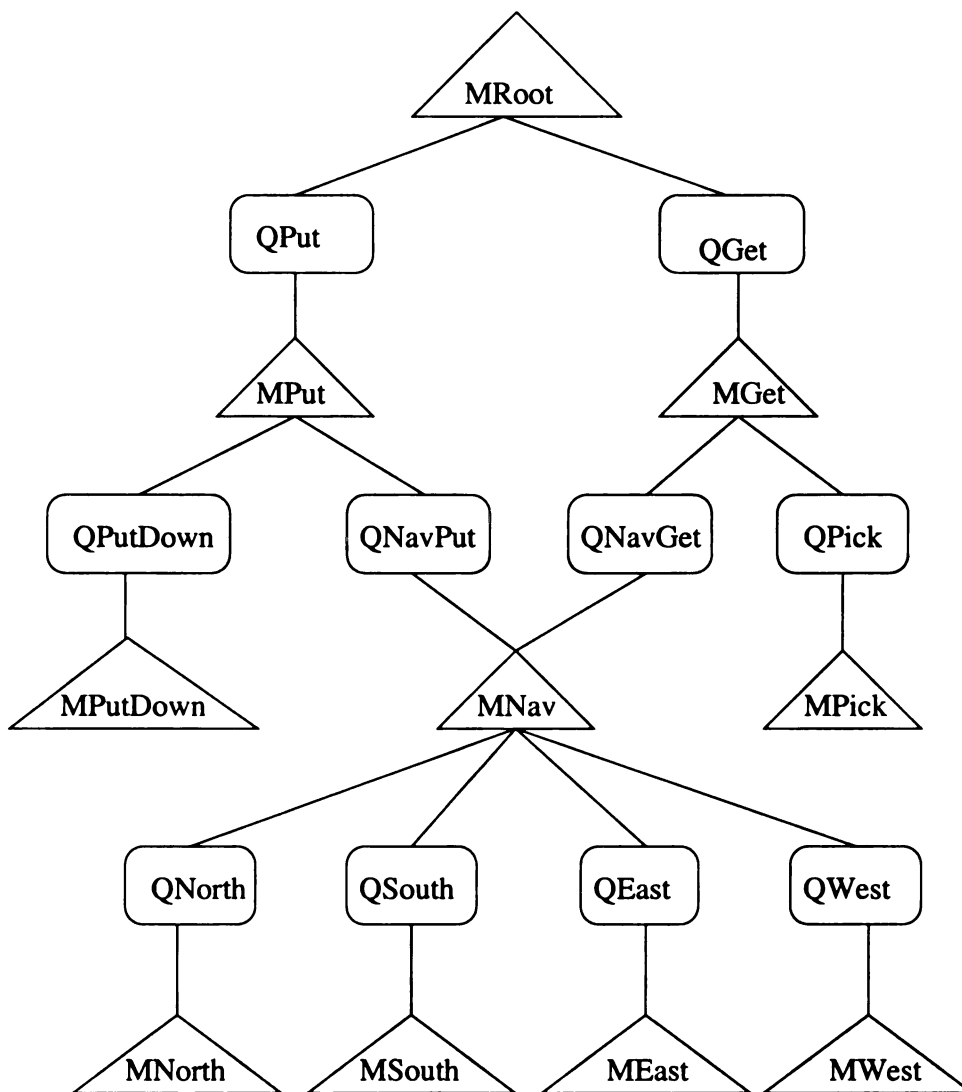 MRoot
QPut
QGet
MPut
MGet
QPutDown
QNavPut
QNavGet
QPick
MPutDown
MNav
MPick
QNorth
QSouth
QEast
QWest
MNorth
MSouth
MEast
MWest